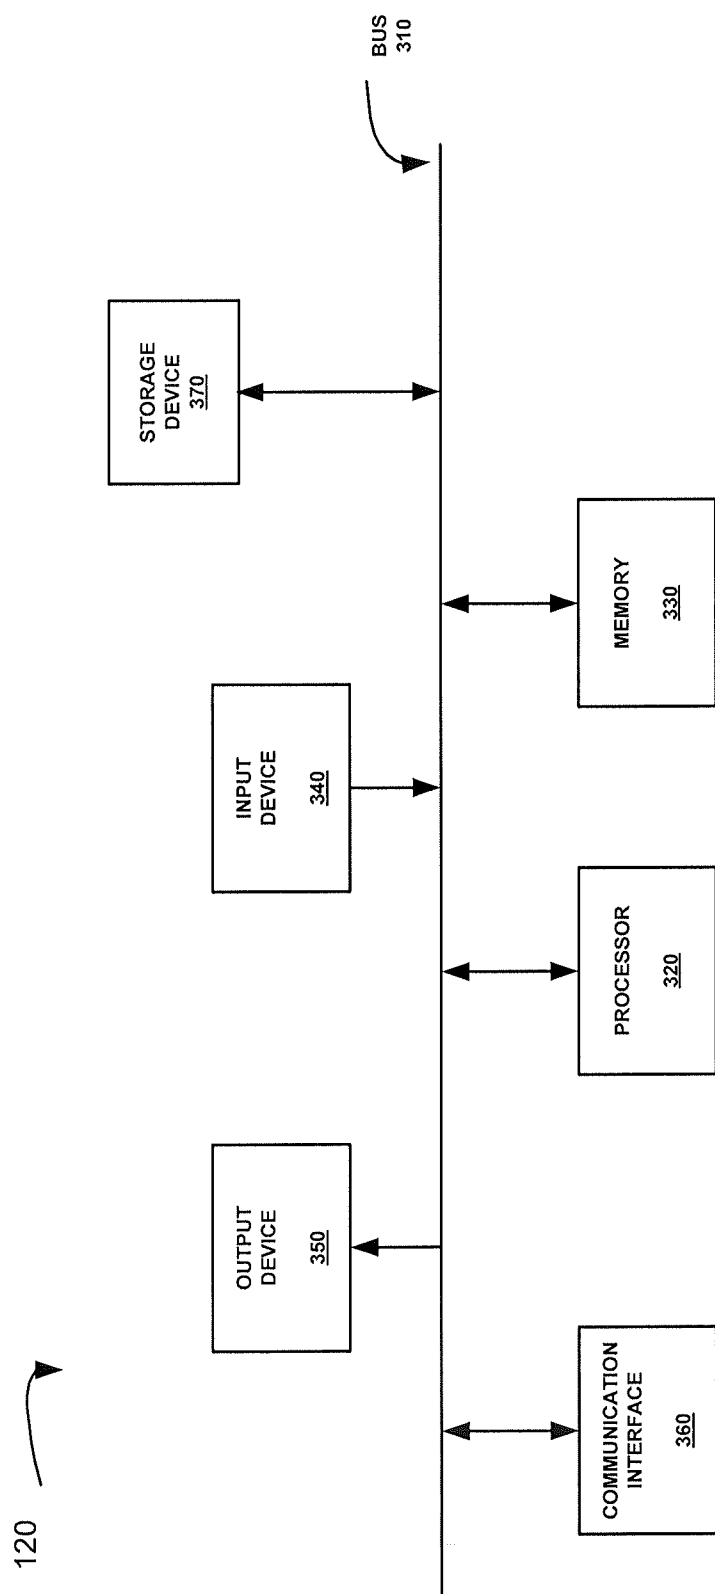 120
OUTPUT
DEVICE
350
INPUT
DEVICE
340
STORAGE
DEVICE
370
BUS
310
COMMUNICATION
INTERFACE
360
PROCESSOR
320
MEMORY
330